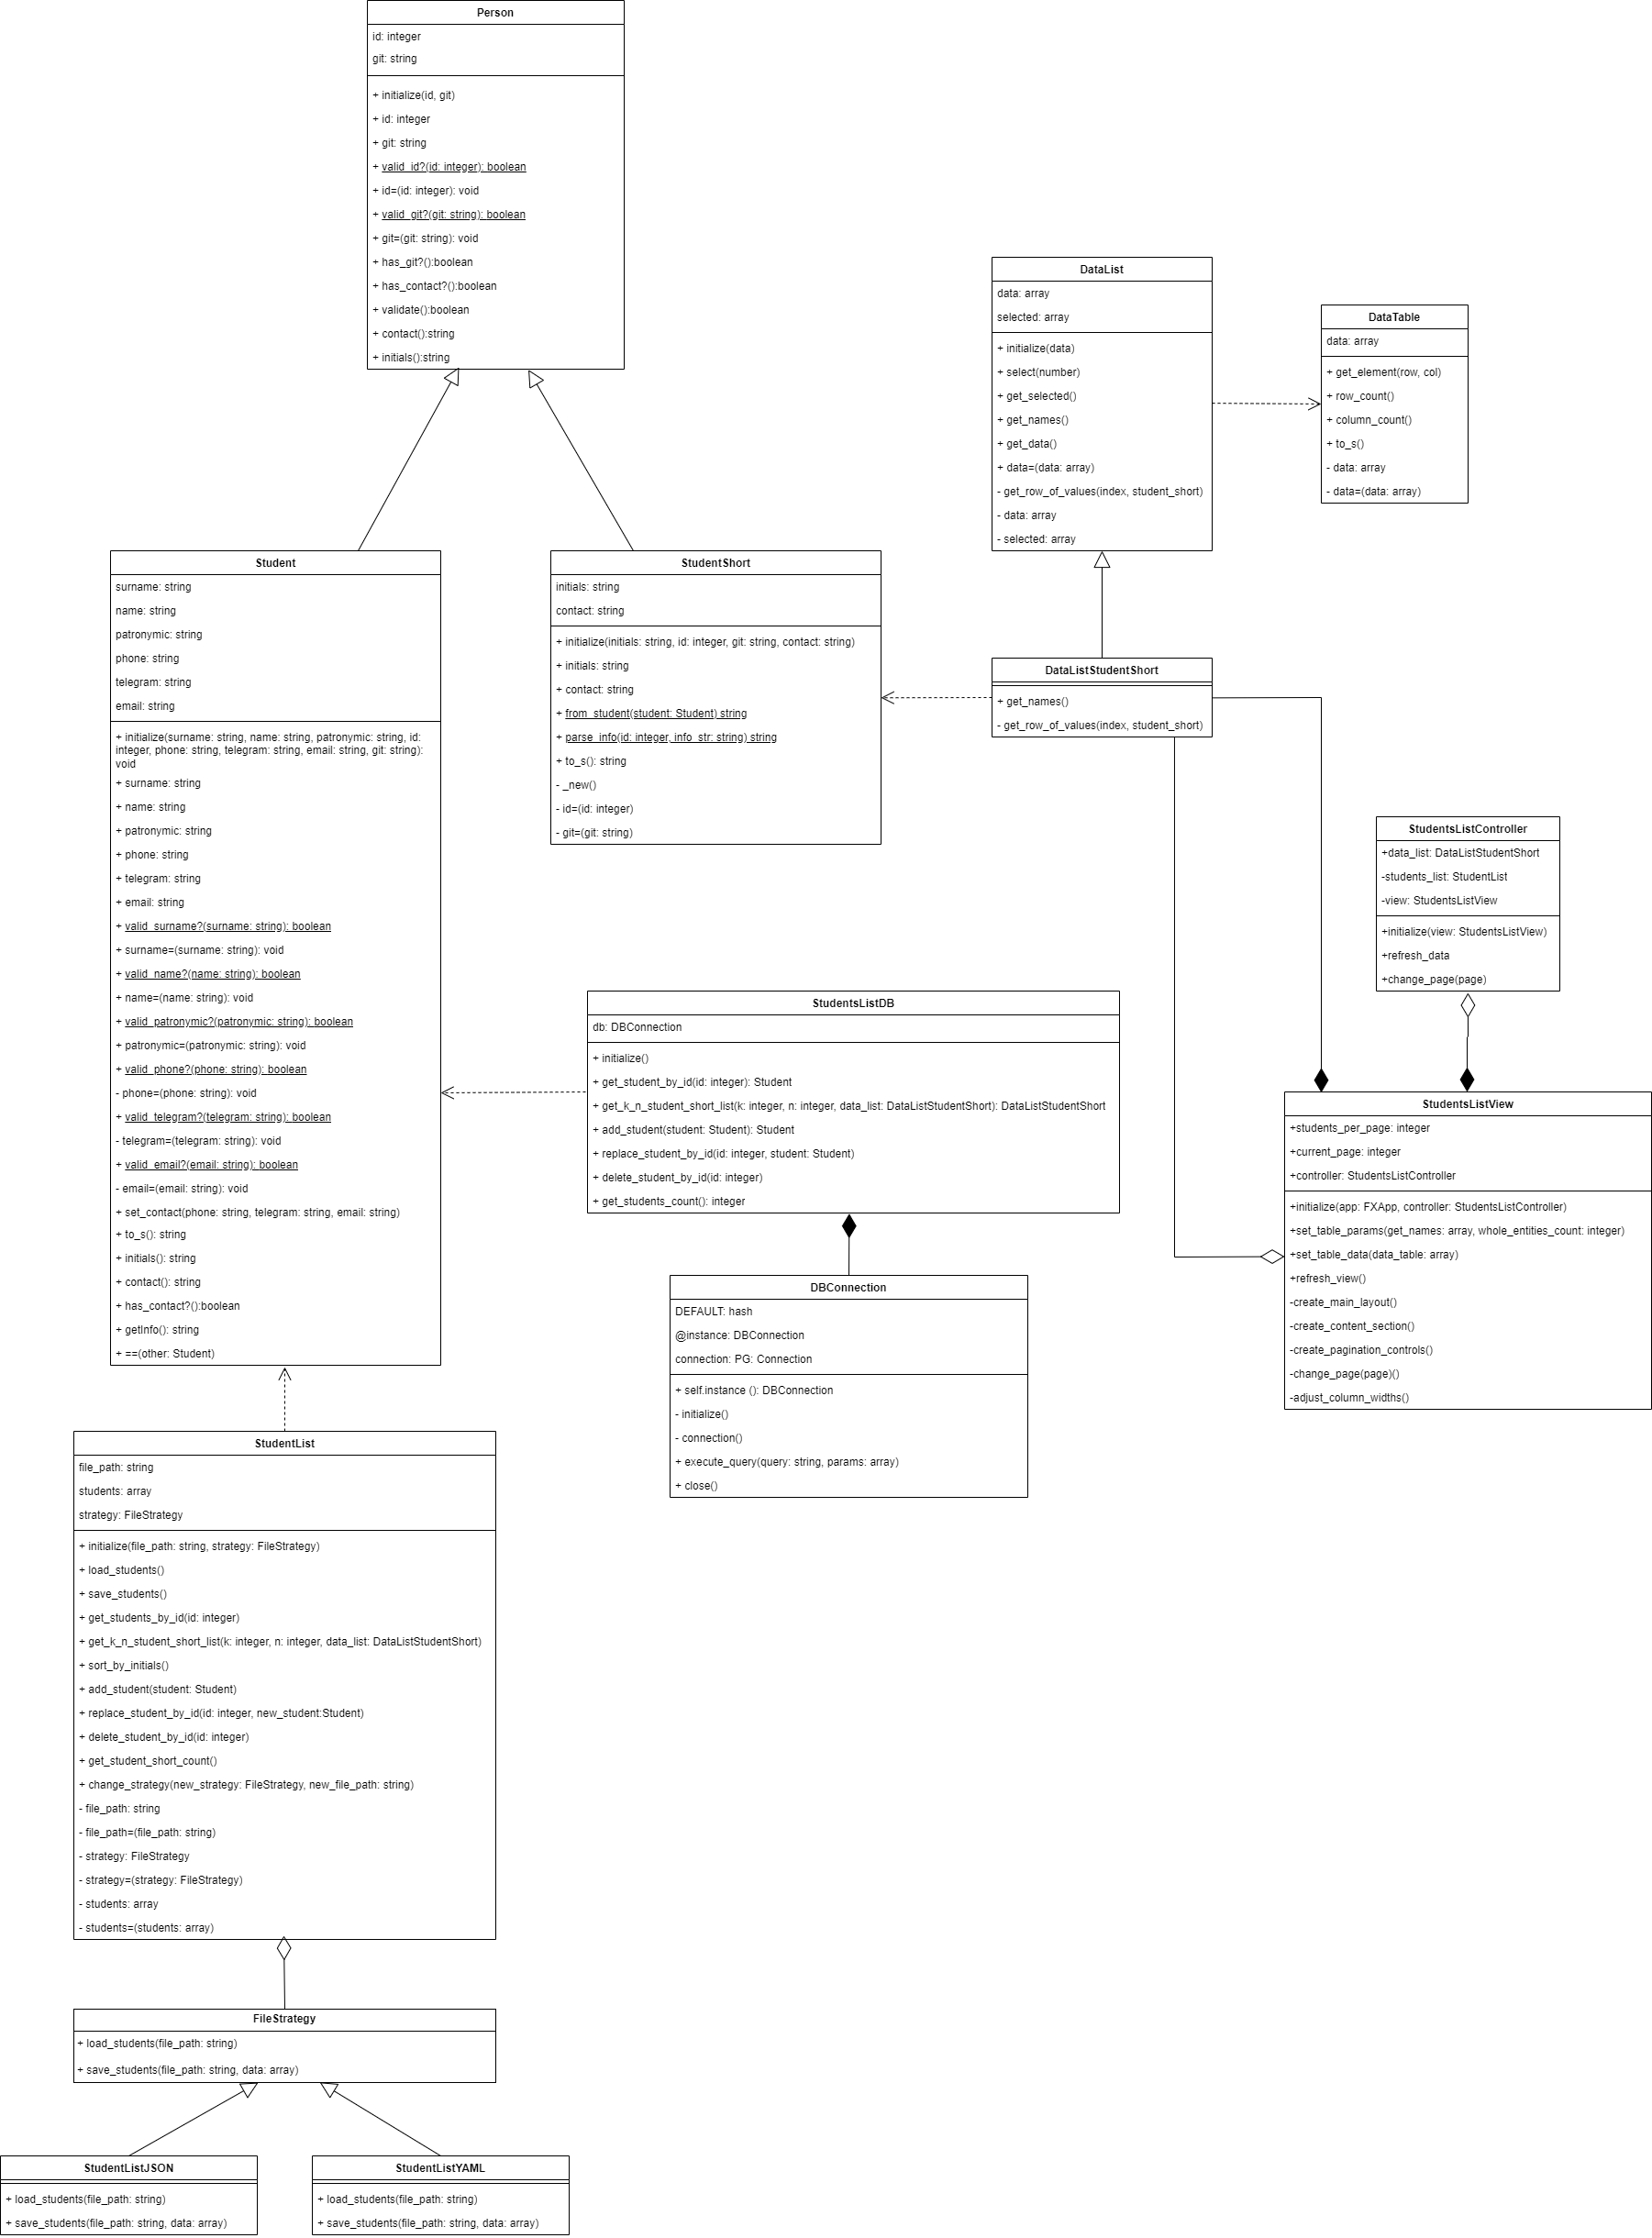 Person
id: integer
git: string
+ initialize(id, git)
+ id: integer
+ git: string
+ valid_id?(id: integer): boolean
+ id=(id: integer): void
+ valid_git?(git: string): boolean
+ git=(git: string): void
+ has_git?():boolean
+ has_contact?():boolean
+ validate():boolean
+ contact():string
+ initials():string
DataList
data: array
selected: array
+ initialize(data)
+ select(number)
+ get_selected()
+ get_names()
+ get_data()
+ data=(data: array)
- get_row_of_values(index, student_short)
- data: array
- selected: array
DataTable
data: array
+ get_element(row, col)
+ row_count()
+ column_count()
+ to_s()
- data: array
- data=(data: array)
Student
surname: string
name: string
patronymic: string
phone: string
telegram: string
email: string
+ initialize(surname: string, name: string, patronymic: string, id:
integer, phone: string, telegram: string, email: string, git: string):
void
+ surname: string
+ name: string
+ patronymic: string
+ phone: string
+ telegram: string
+ email: string
+ valid_surname?(surname: string): boolean
+ surname=(surname: string): void
+ valid_name?(name: string): boolean
+ name=(name: string): void
+ valid_patronymic?(patronymic: string): boolean
+ patronymic=(patronymic: string): void
+ valid_phone?(phone: string): boolean
- phone=(phone: string): void
+ valid_telegram?(telegram: string): boolean
- telegram=(telegram: string): void
+ valid_email?(email: string): boolean
- email=(email: string): void
+ set_contact(phone: string, telegram: string, email: string)
+ to_s(): string
+ initials(): string
+ contact(): string
+ has_contact?():boolean
+ getInfo(): string
+ ==(other: Student)
StudentShort
initials: string
contact: string
+ initialize(initials: string, id: integer, git: string, contact: string)
+ initials: string
+ contact: string
+ from_student(student: Student) string
+ parse_info(id: integer, info_str: string) string
+ to_s(): string
- _new()
- id=(id: integer)
- git=(git: string)
DataListStudentShort
+ get_names()
- get_row_of_values(index, student_short)
StudentsListController
+data_list: DataListStudentShort
-students_list: StudentList
-view: StudentsListView
+initialize(view: StudentsListView)
+refresh_data
+change_page(page)
StudentsListDB
db: DBConnection
+ initialize()
+ get_student_by_id(id: integer): Student
+ get_k_n_student_short_list(k: integer, n: integer, data_list: DataListStudentShort): DataListStudentShort
+ add_student(student: Student): Student
+ replace_student_by_id(id: integer, student: Student)
+ delete_student_by_id(id: integer)
+ get_students_count(): integer
StudentsListView
+students_per_page: integer
+current_page: integer
+controller: StudentsListController
+initialize(app: FXApp, controller: StudentsListController)
+set_table_params(get_names: array, whole_entities_count: integer)
+set_table_data(data_table: array)
+refresh_view()
-create_main_layout()
-create_content_section()
-create_pagination_controls()
-change_page(page)()
-adjust_column_widths()
DBConnection
DEFAULT: hash
@instance: DBConnection
connection: PG: Connection
+ self.instance (): DBConnection
- initialize()
- connection()
+ execute_query(query: string, params: array)
+ close()
StudentList
file_path: string
students: array
strategy: FileStrategy
+ initialize(file_path: string, strategy: FileStrategy)
+ load_students()
+ save_students()
+ get_students_by_id(id: integer)
+ get_k_n_student_short_list(k: integer, n: integer, data_list: DataListStudentShort)
+ sort_by_initials()
+ add_student(student: Student)
+ replace_student_by_id(id: integer, new_student:Student)
+ delete_student_by_id(id: integer)
+ get_student_short_count()
+ change_strategy(new_strategy: FileStrategy, new_file_path: string)
- file_path: string
- file_path=(file_path: string)
- strategy: FileStrategy
- strategy=(strategy: FileStrategy)
- students: array
- students=(students: array)
FileStrategy
+ load_students(file_path: string)
+ save_students(file_path: string, data: array)
StudentListJSON
+ load_students(file_path: string)
+ save_students(file_path: string, data: array)
StudentListYAML
+ load_students(file_path: string)
+ save_students(file_path: string, data: array)